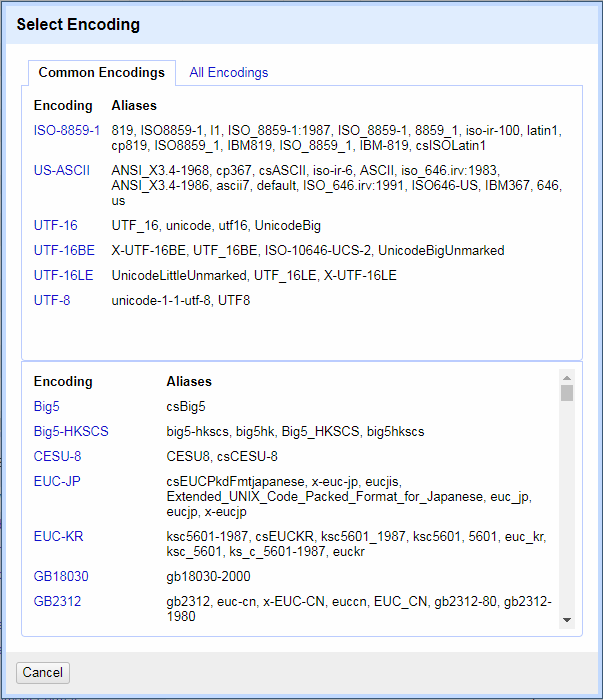 Select Encoding
Common Encodings All Encodings
Encoding Aliases
ISO-8859-1 819, ISO8859-1, l1, ISO_8859-1:1987, ISO_8859-1, 8859_1, iso-ir-100, latin1,
cp819, ISO8859_1, IBM819, ISO_8859_1, IBM-819, csISOLatin1
US-ASCII ANSI_X3.4-1968, cp367, csASCII, iso-ir-6, ASCII, iso_646.irv:1983,
ANSI_X3.4-1986, ascii7, default, ISO_646.irv:1991, ISO646-US, IBM367, 646,
us
UTF-16 UTF_16, unicode, utf16, UnicodeBig
UTF-16BE X-UTF-16BE, UTF_16BE, ISO-10646-UCS-2, UnicodeBigUnmarked
UTF-16LE UnicodeLittleUnmarked, UTF_16LE, X-UTF-16LE
UTF-8 unicode-1-1-utf-8, UTF8
Encoding Aliases
Big5 csBig5
Big5-HKSCS big5-hkscs, big5hk, Big5_HKSCS, big5hkscs
CESU-8 CESU8, csCESU-8
EUC-JP csEUCPkdFmtjapanese, x-euc-jp, eucjis,
Extended_UNIX_Code_Packed_Format_for_Japanese, euc_jp,
eucjp, x-eucjp
EUC-KR ksc5601-1987, csEUCKR, ksc5601_1987, ksc5601, 5601, euc_kr,
ksc_5601, ks_c_5601-1987, euckr
GB18030 gb18030-2000
GB2312 gb2312, euc-cn, x-EUC-CN, euccn, EUC_CN, gb2312-80, gb2312-
1980
Cancel